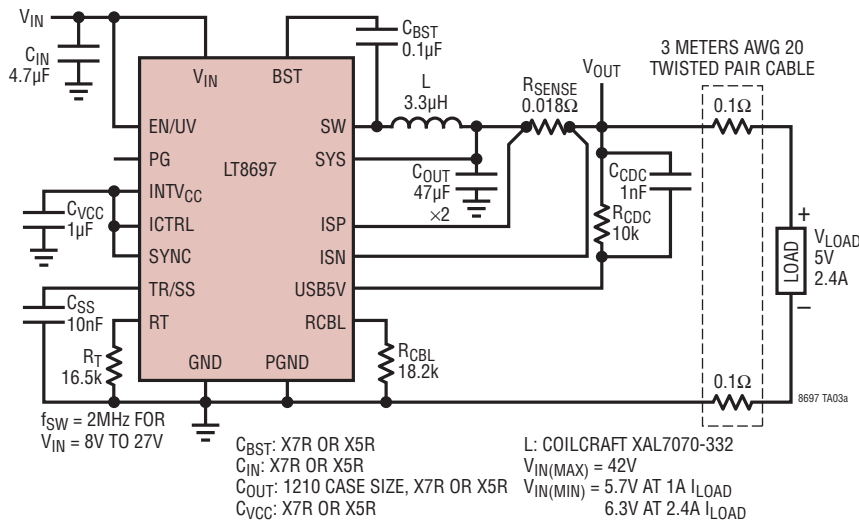 VIN
CIN
4.7µF
VIN
BST
EN/UV
PG
INTVCC
ICTRL
SYNC
TR/SS
RT
GND
PGND
LT8697
SW
SYS
ISP
ISN
USB5V
RCBL
CBST
0.1µF
L
3.3µH
RSENSE
0.018Ω
VOUT
3 METERS AWG 20
TWISTED PAIR CABLE
0.1Ω
COUT
47µF
×2
CCDC
1nF
RCDC
10k
+
LOAD
–
VLOAD
5V
2.4A
CVCC
1µF
CSS
10nF
RT
16.5k
RCBL
18.2k
0.1Ω
8697 TA03a
fSW = 2MHz FOR
VIN = 8V TO 27V
CBST: X7R OR X5R
CIN: X7R OR X5R
COUT: 1210 CASE SIZE, X7R OR X5R
CVCC: X7R OR X5R
L: COILCRAFT XAL7070-332
VIN(MAX) = 42V
VIN(MIN) = 5.7V AT 1A ILOAD
6.3V AT 2.4A ILOAD